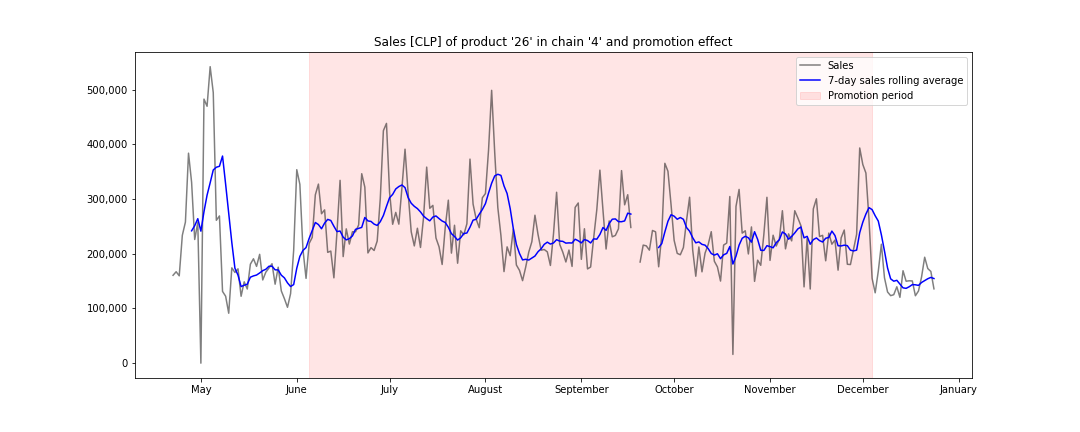 Sales [CLP] of product '26' in chain '4' and promotion effect
Sales
7-day sales rolling average
Promotion period
500,000
400,000
300,000
200,000
100,000
0
May June July August September October November December January